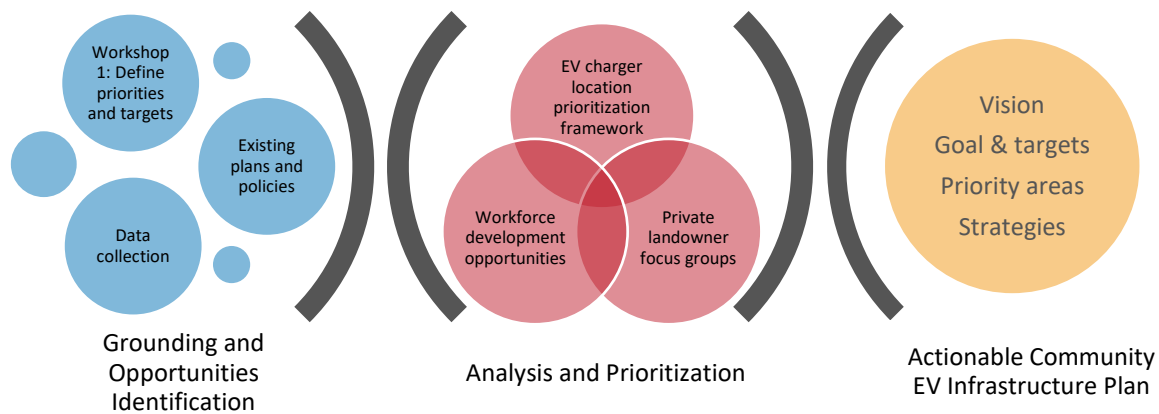 Workshop
1: Define
priorities
and targets
Existing
plans and
policies
Data
collection
Grounding and
Opportunities
Identification
EV charger
location
prioritization
framework
Workforce
development
opportunities
Private
landowner
focus groups
Analysis and Prioritization
Vision
Goal & targets
Priority areas
Strategies
Actionable Community
EV Infrastructure Plan